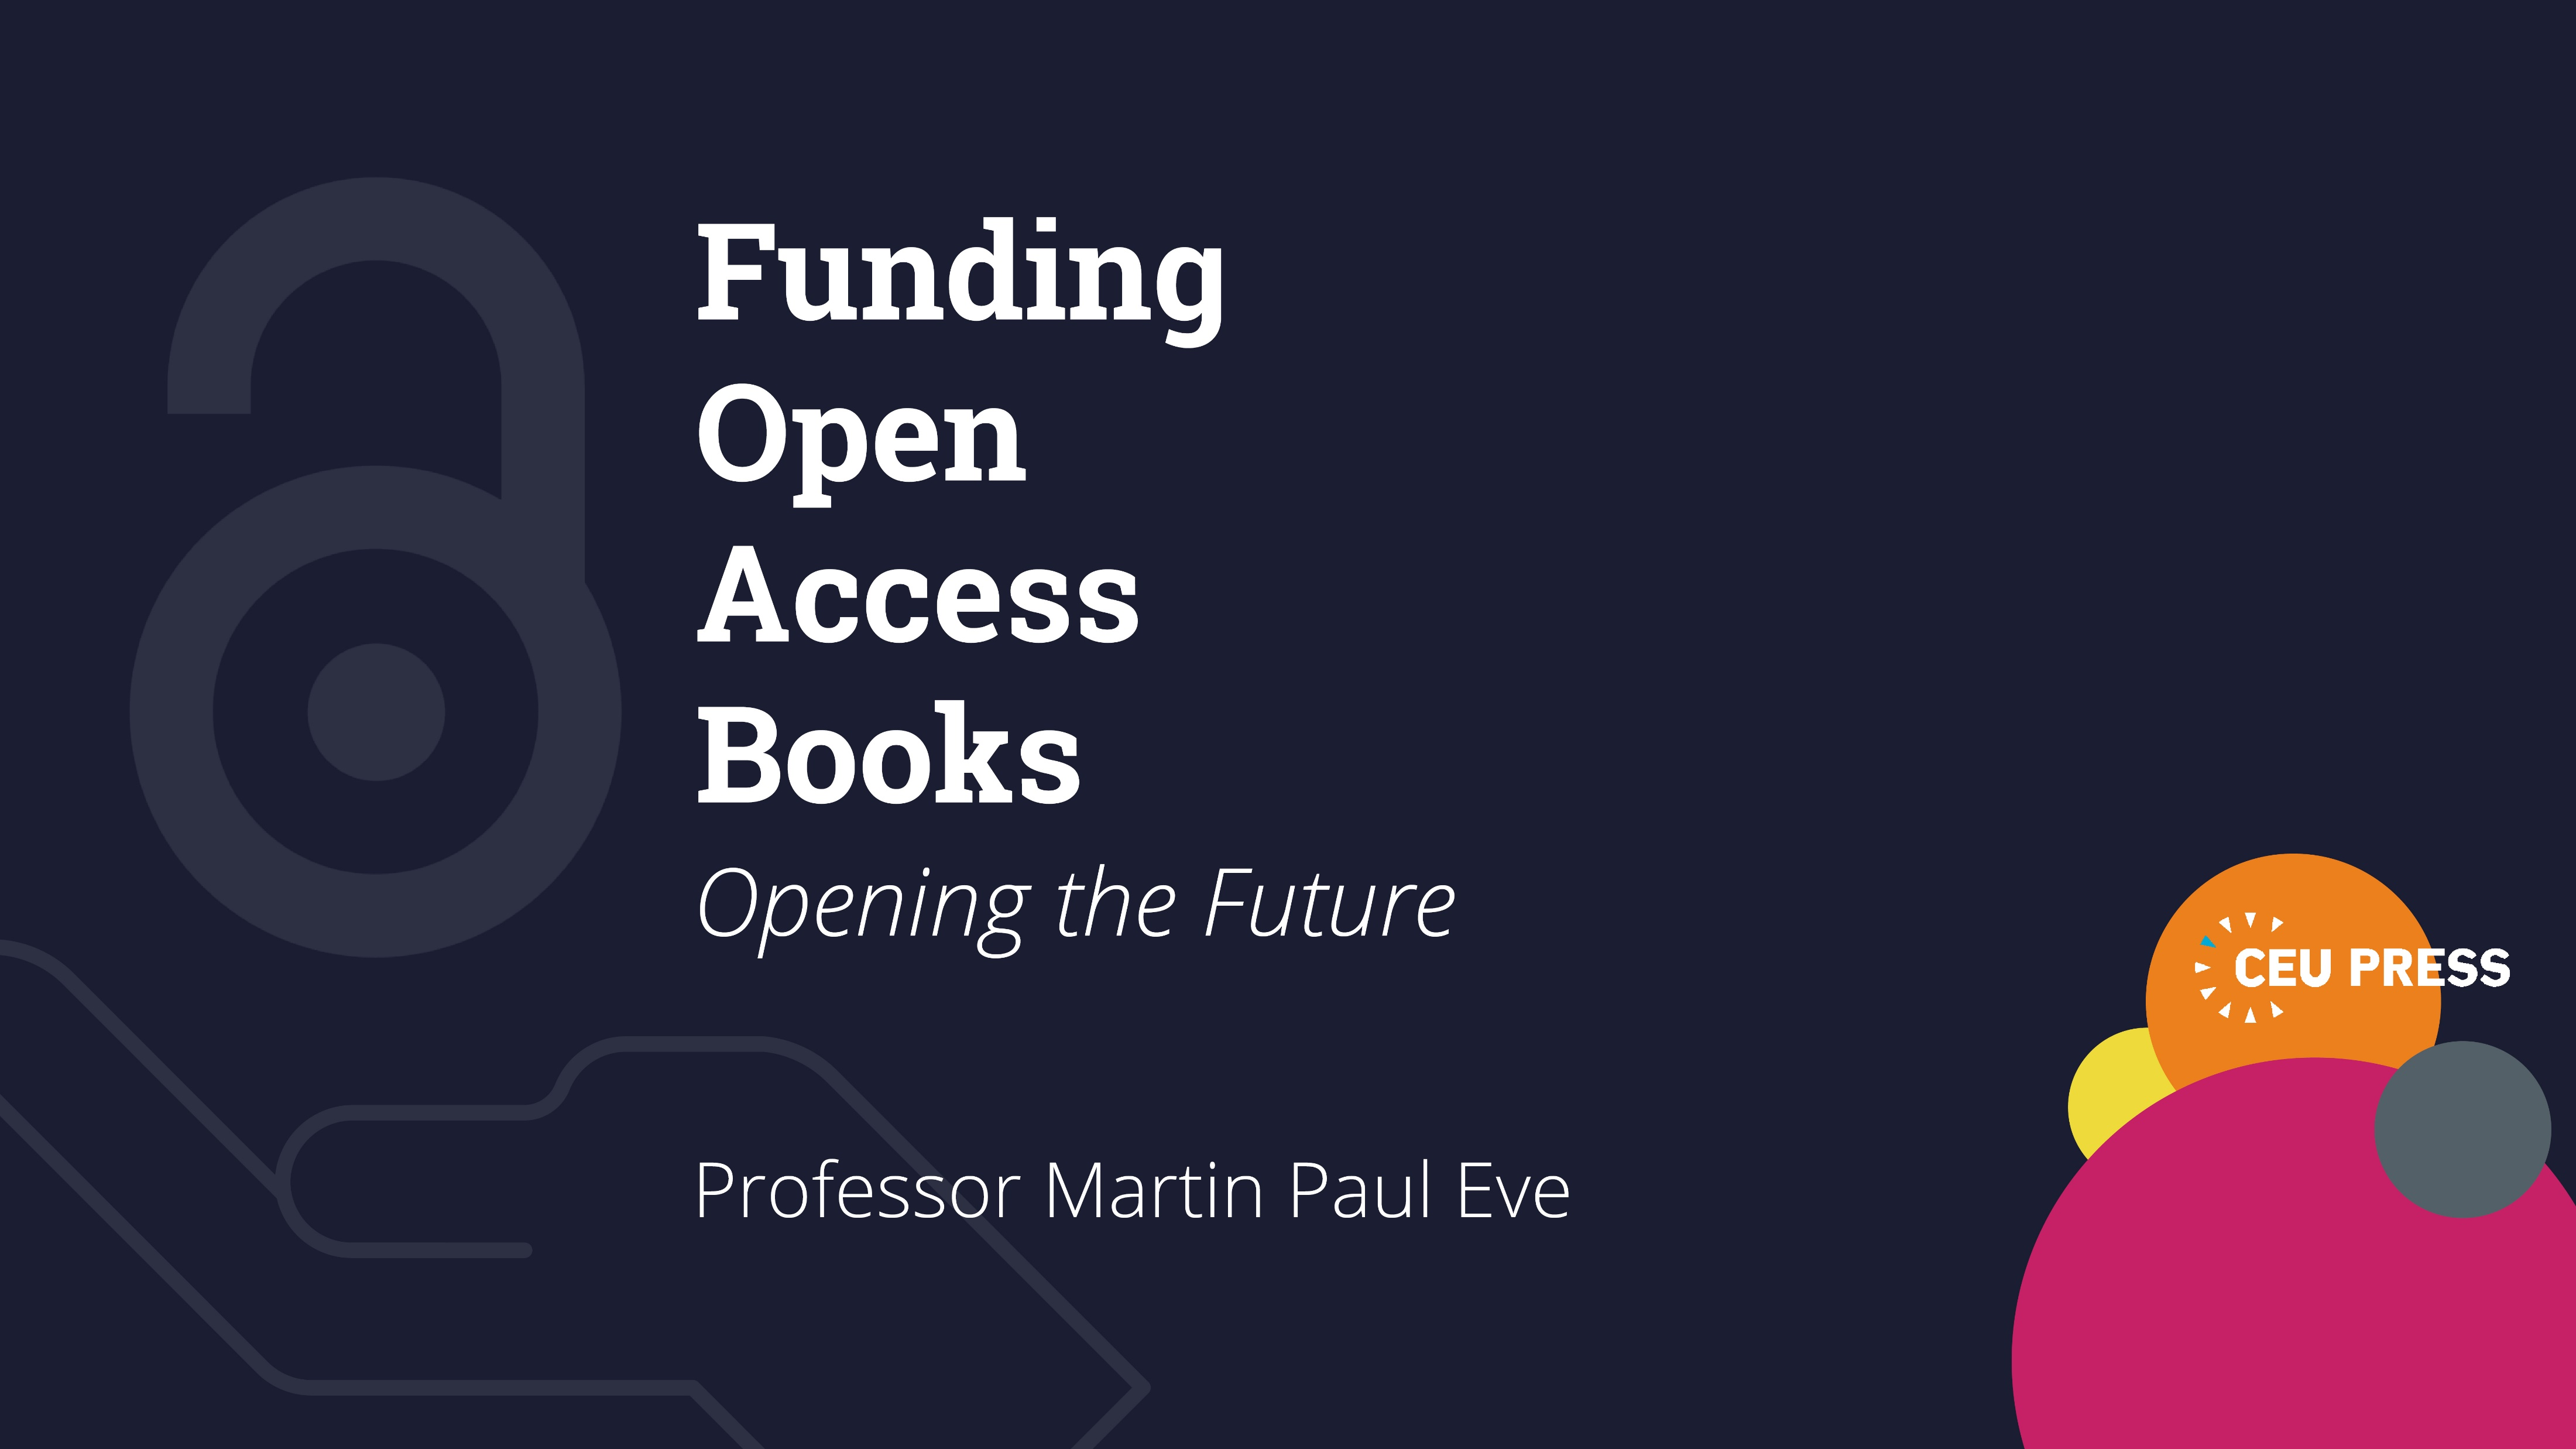 Funding
Open
Access
Books
Opening the Future
CEU PRESS
Professor Martin Paul Eve